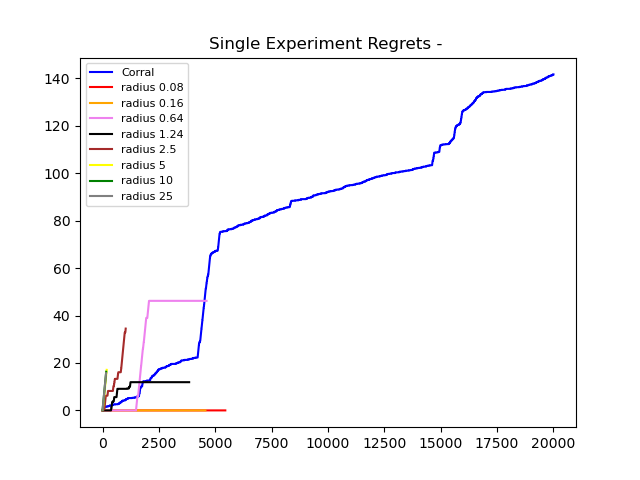 Single Experiment Regrets -
Corral
radius 0.08
radius 0.16
radius 0.64
radius 1.24
radius 2.5
radius 5
radius 10
radius 25
140
120
100
80
60
40
20
0
0 2500 5000 7500 10000 12500 15000 17500 20000